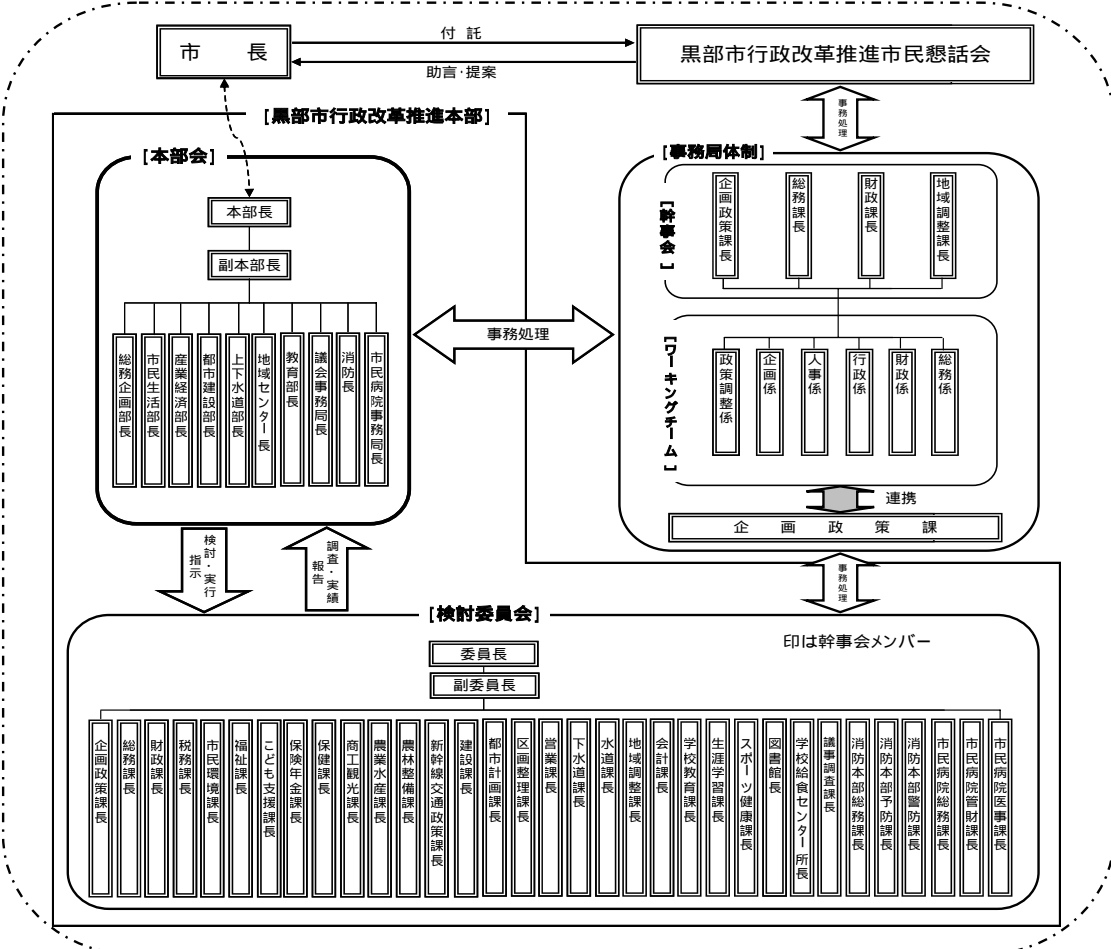 市 長
付 託
助言・提案
黒部市行政改革推進市民懇話会
事務処理
[黒部市行政改革推進本部]
[本部会]
本部長
副本部長
総務企画部長
市民生活部長
産業経済部長
都市建設部長
上下水道部長
地域センター長
教育部長
議会事務局長
消防長
市民病院事務局長
事務処理
[事務局体制]
[幹事会]
企画政策課長
総務課長
財政課長
地域調整課長
[ワーキングチーム]
政策調整係
企画係
人事係
行政係
財政係
総務係
連携
企 画 政 策 課
検討・実行
指示
調査・実績
報告
事務処理
[検討委員会]
印は幹事会メンバー
委員長
副委員長
企画政策課長
総務課長
財政課長
税務課長
市民環境課長
福祉課長
こども支援課長
保険年金課長
保健課長
商工観光課長
農業水産課長
農林整備課長
新幹線交通政策課長
建設課長
都市計画課長
区画整理課長
営業課長
下水道課長
水道課長
地域調整課長
会計課長
学校教育課長
生涯学習課長
スポーツ健康課長
図書館長
学校給食センター所長
議事調査課長
消防本部総務課長
消防本部予防課長
消防本部警防課長
市民病院総務課長
市民病院管財課長
市民病院医事課長